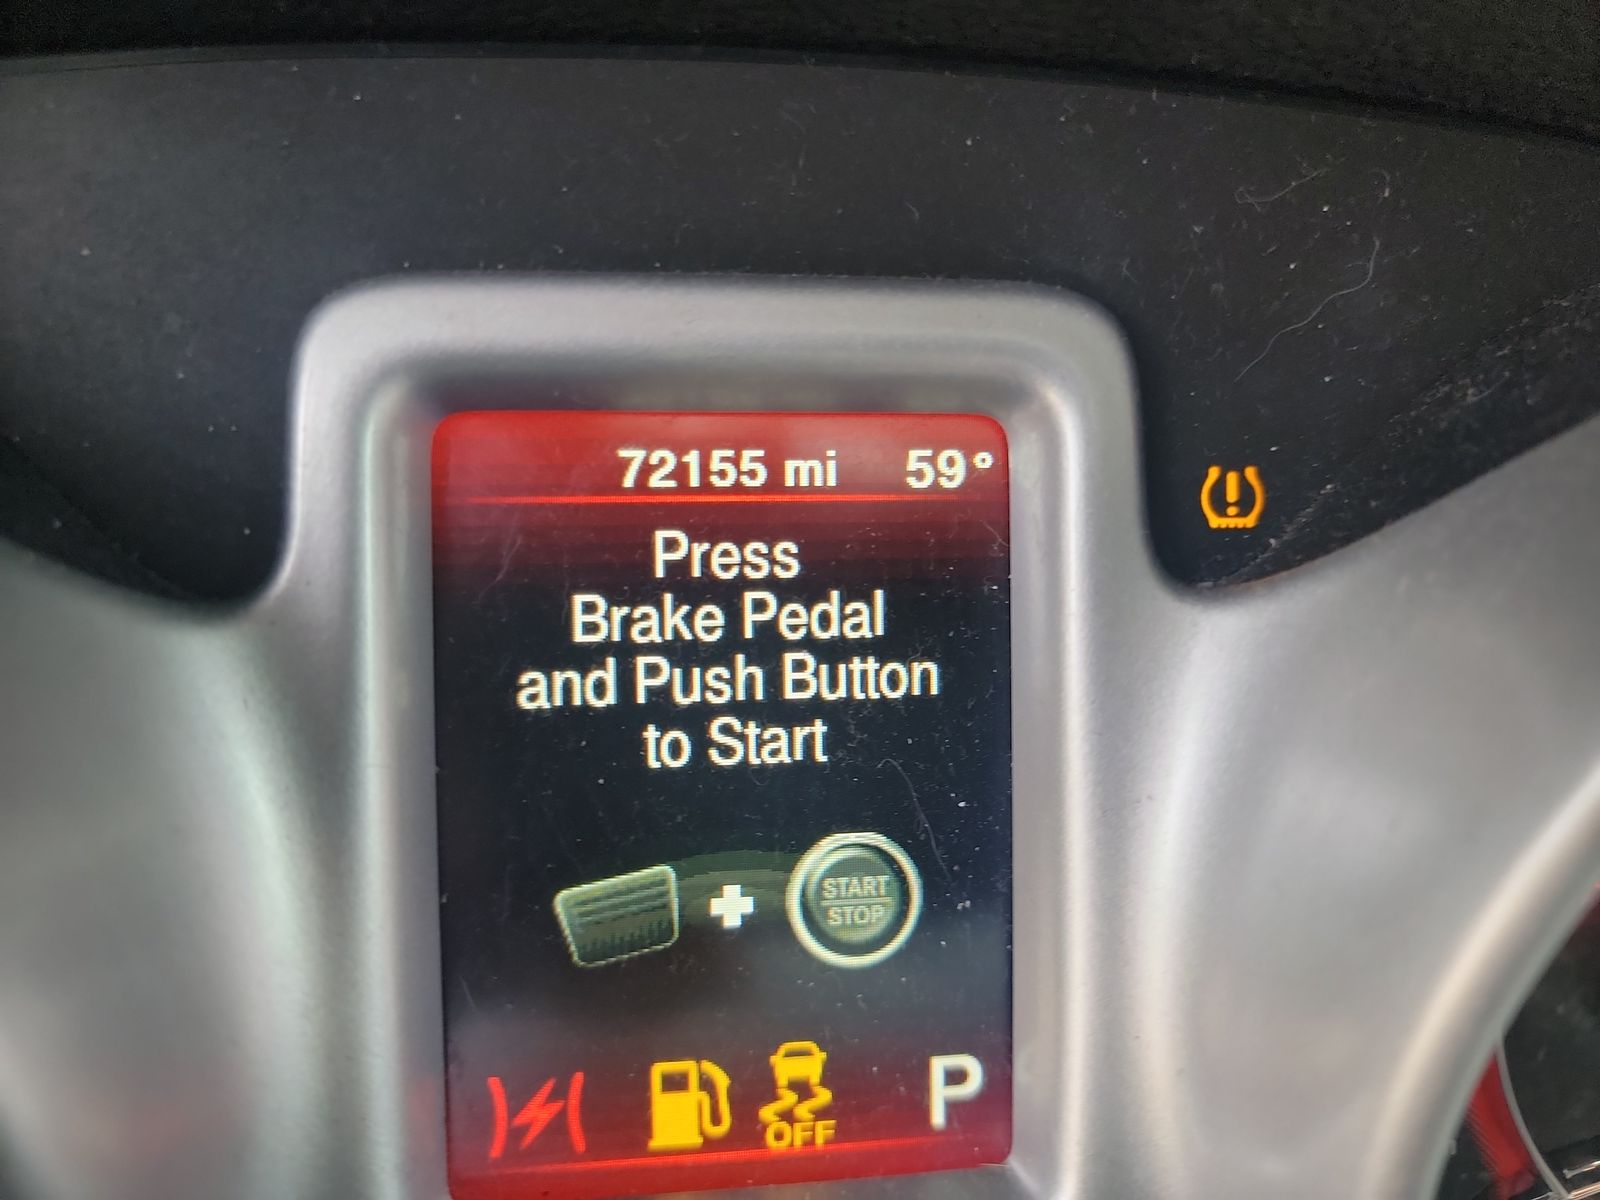 72155 mi 59°
Press
Brake Pedal
and Push Button
to Start
START
STOP
OFF
P